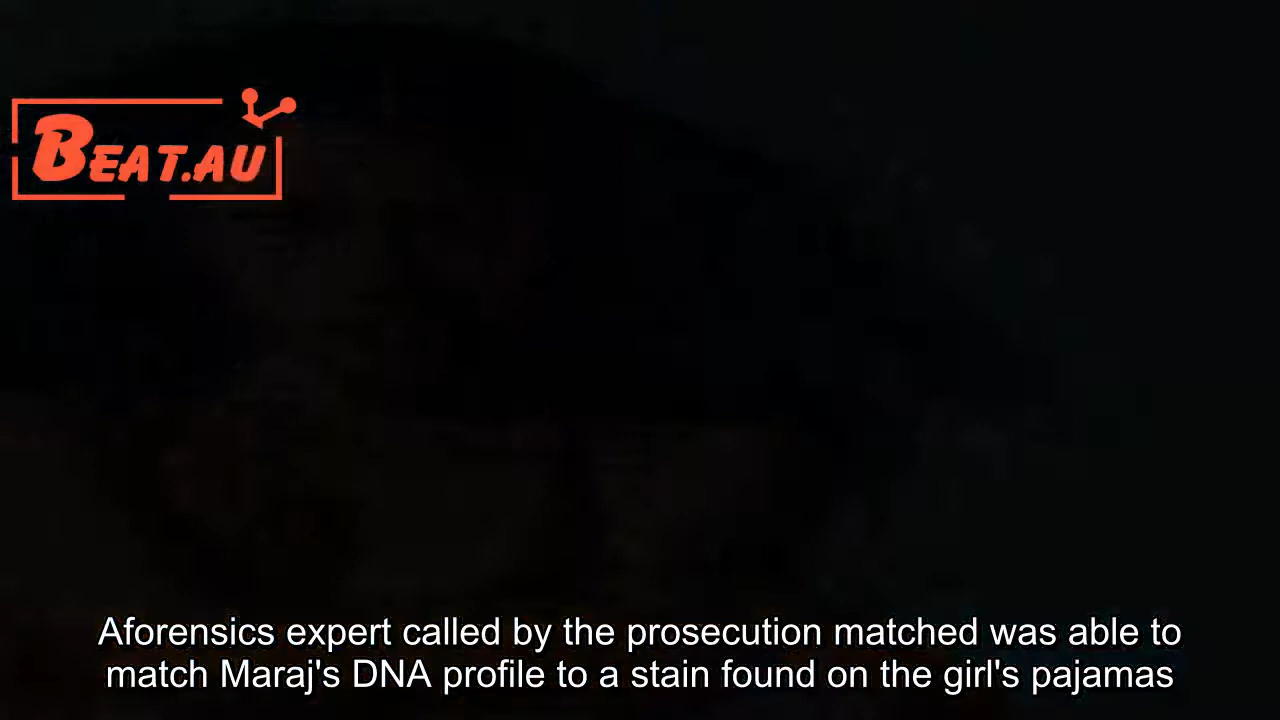 BEAT.AU
Aforensics expert called by the prosecution matched was able to
match Maraj's DNA profile to a stain found on the girl's pajamas